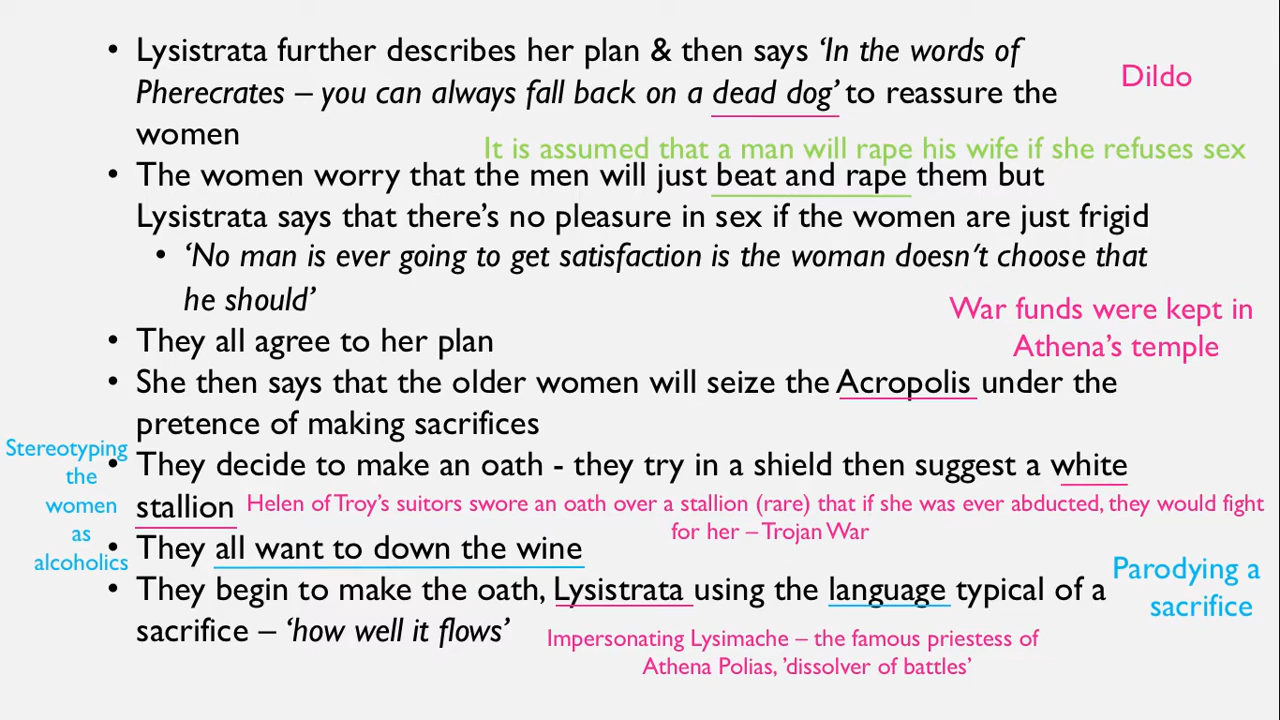 • Lysistrata further describes her plan & then says ‘In the words of
Pherecrates – you can always fall back on a dead dog’ to reassure the
women
Dildo
It is assumed that a man will rape his wife if she refuses sex
• The women worry that the men will just beat and rape them but
Lysistrata says that there’s no pleasure in sex if the women are just frigid
• ‘No man is ever going to get satisfaction is the woman doesn’t choose that
he should’
War funds were kept in
Athena’s temple
• They all agree to her plan
• She then says that the older women will seize the Acropolis under the
pretence of making sacrifices
Stereotyping
the
women
as
alcoholics
• They decide to make an oath - they try in a shield then suggest a white
stallion
Helen of Troy’s suitors swore an oath over a stallion (rare) that if she was ever abducted, they would fight
for her – Trojan War
• They all want to down the wine
• They begin to make the oath, Lysistrata using the language typical of a
sacrifice – ‘how well it flows’
Parodying a
sacrifice
Impersonating Lysimache – the famous priestess of
Athena Polias, ’dissolver of battles’